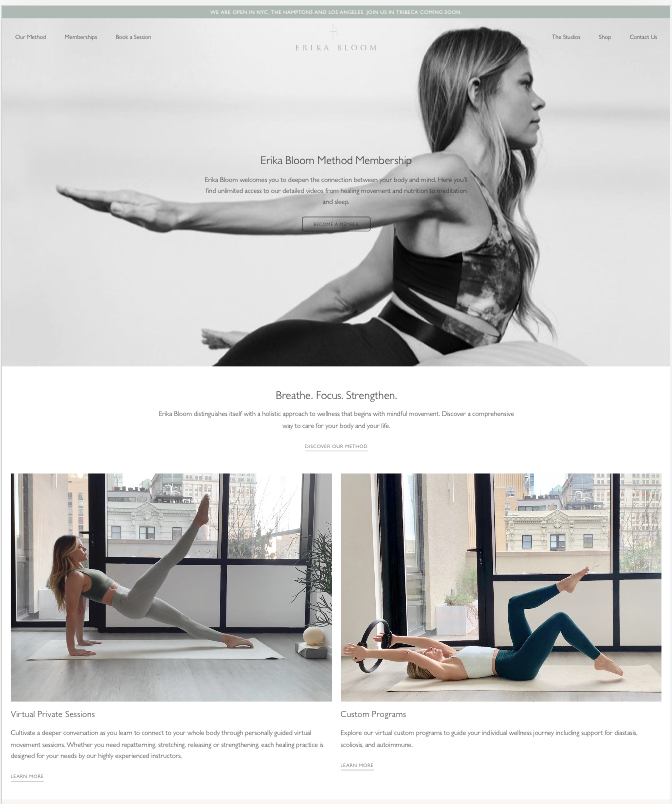 WE ARE OPEN IN NYC, THE HAMPTONS AND LOS ANGELES. JOIN US IN TRIBECA COMING SOON.
Our Method Memberships Book a Session ERIKA BLOOM The Studios Shop Contact Us
Erika Bloom Method Membership
Erika Bloom welcomes you to deepen the connection between your body and mind. Here you'll
find unlimited access to our detailed videos from healing movement and nutrition to meditation
and sleep.
BECOME A MEMBER
Breathe. Focus. Strengthen.
Erika Bloom distinguishes itself with a holistic approach to wellness that begins with mindful movement. Discover a comprehensive
way to care for your body and your life.
DISCOVER OUR METHOD
Virtual Private Sessions
Cultivate a deeper conversation as you learn to connect to your whole body through personally guided virtual
movement sessions. Whether you need repatterning, stretching, releasing or strengthening, each healing practice is
designed for your needs by our highly experienced instructors.
LEARN MORE
Custom Programs
Explore our virtual custom programs to guide your individual wellness journey including support for diastasis,
scoliosis, and autoimmune.
LEARN MORE